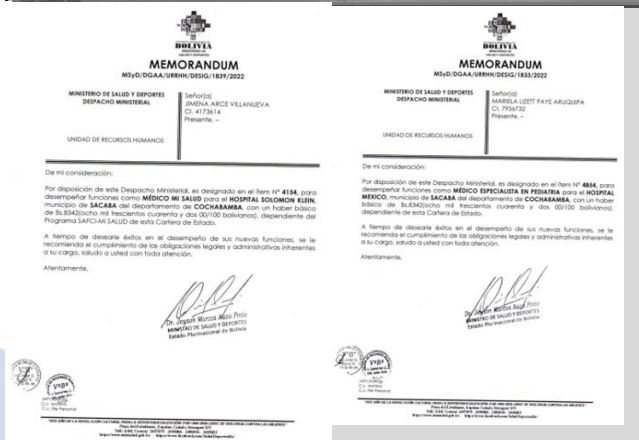 BOLIVIA
MEMORANDUM
MSyD/DGAA/URRHH/DESIG/1839/2022
MINISTERIO DE SALUD Y DEPORTES
DESPACHO MINISTERIAL
Señor(a)
JIMENA ARCE VILLANUEVA
CI. 4173614
Presente. –
UNIDAD DE RECURSOS HUMANOS
De mi consideración:
Por disposición de este Despacho Ministerial, es designado en el ítem N° 4154, para
desempeñar funciones como MÉDICO MI SALUD para el HOSPITAL SOLOMON KLEIN,
municipio de SACABA del departamento de COCHABAMBA, con un haber básico
de Bs.8342(ocho mil trescientos cuarenta y dos 00/100 bolivianos), dependiente del
Programa SAFCI-MI SALUD de esta Cartera de Estado.
A tiempo de desearle éxitos en el desempeño de sus nuevas funciones, se le
recomienda el cumplimiento de las obligaciones legales y administrativas inherentes
a su cargo, saludo a usted con toda atención.
Atentamente,
Dr. Jeyson Marcos Auza Pinto
MINISTRO DE SALUD Y DEPORTES
Estado Plurinacional de Bolivia
BOLIVIA
MEMORANDUM
MSyD/DGAA/URRHH/DESIG/1833/2022
MINISTERIO DE SALUD Y DEPORTES
DESPACHO MINISTERIAL
Señor(a)
MARIELA LIZETT FAYE ARUQUIPA
CI. 7956732
Presente. –
UNIDAD DE RECURSOS HUMANOS
De mi consideración:
Por disposición de este Despacho Ministerial, es designado en el ítem N° 4854, para
desempeñar funciones como MÉDICO ESPECIALISTA EN PEDIATRIA para el HOSPITAL
MEXICO, municipio de SACABA del departamento de COCHABAMBA, con un haber
básico de Bs.8342(ocho mil trescientos cuarenta y dos 00/100 bolivianos),
dependiente de esta Cartera de Estado.
A tiempo de desearle éxitos en el desempeño de sus nuevas funciones, se le
recomienda el cumplimiento de las obligaciones legales y administrativas inherentes
a su cargo, saludo a usted con toda atención.
Atentamente,
Dr. Jeyson Marcos Auza Pinto
MINISTRO DE SALUD Y DEPORTES
Estado Plurinacional de Bolivia